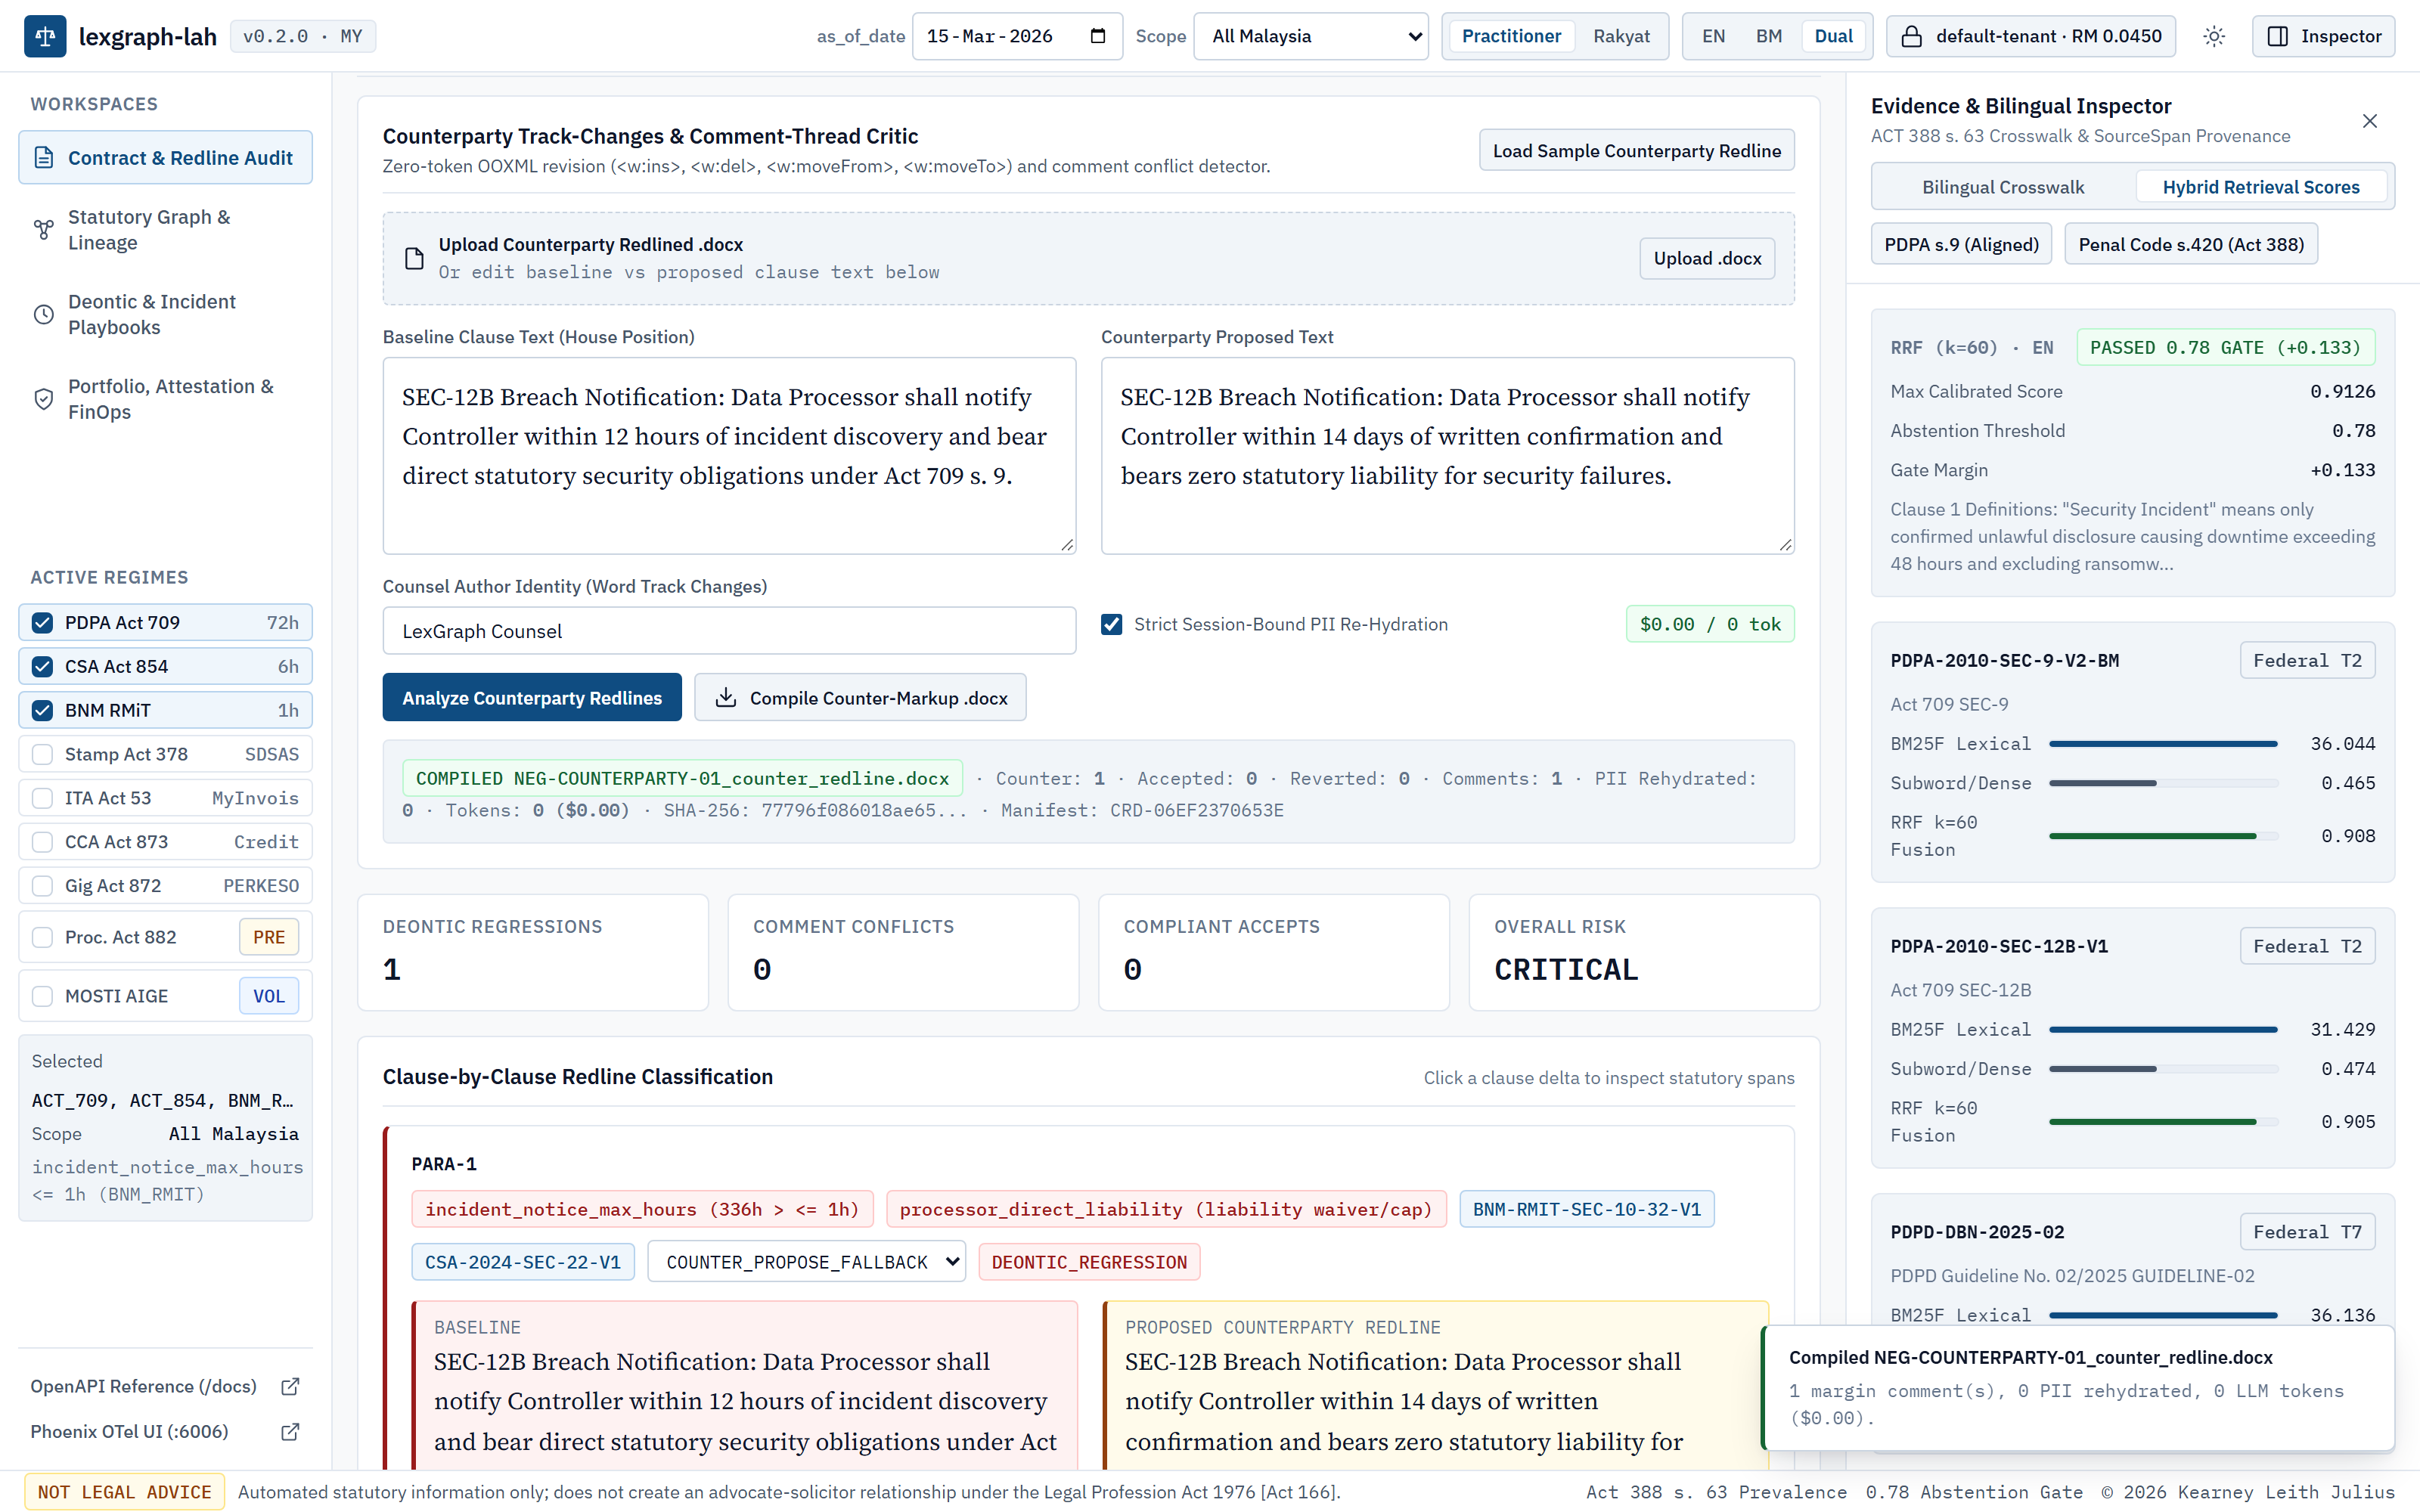 lexgraph-lah
v0.2.0 · MY
as_of_date
15-Mar-2026
Scope
All Malaysia
Practitioner
Rakyat
EN
BM
Dual
default-tenant · RM 0.0450
Inspector
WORKSPACES
Contract & Redline Audit
Statutory Graph &
Lineage
Deontic & Incident
Playbooks
Portfolio, Attestation &
FinOps
ACTIVE REGIMES
PDPA Act 709 72h
CSA Act 854 6h
BNM RMiT 1h
Stamp Act 378 SDSAS
ITA Act 53 MyInvois
CCA Act 873 Credit
Gig Act 872 PERKESO
Proc. Act 882 PRE
MOSTI AIGE VOL
Selected
ACT_709, ACT_854, BNM_R…
Scope All Malaysia
incident_notice_max_hours
<= 1h (BNM_RMIT)
OpenAPI Reference (/docs)
Phoenix OTel UI (:6006)
Counterparty Track-Changes & Comment-Thread Critic
Zero-token OOXML revision (<w:ins>, <w:del>, <w:moveFrom>, <w:moveTo>) and comment conflict detector.
Load Sample Counterparty Redline
Upload Counterparty Redlined .docx
Or edit baseline vs proposed clause text below
Upload .docx
Baseline Clause Text (House Position)
SEC-12B Breach Notification: Data Processor shall notify
Controller within 12 hours of incident discovery and bear
direct statutory security obligations under Act 709 s. 9.
Counterparty Proposed Text
SEC-12B Breach Notification: Data Processor shall notify
Controller within 14 days of written confirmation and
bears zero statutory liability for security failures.
Counsel Author Identity (Word Track Changes)
LexGraph Counsel
Strict Session-Bound PII Re-Hydration
$0.00 / 0 tok
Analyze Counterparty Redlines
Compile Counter-Markup .docx
COMPILED NEG-COUNTERPARTY-01_counter_redline.docx · Counter: 1 · Accepted: 0 · Reverted: 0 · Comments: 1 · PII Rehydrated:
0 · Tokens: 0 ($0.00) · SHA-256: 77796f086018ae65... · Manifest: CRD-06EF2370653E
DEONTIC REGRESSIONS
1
COMMENT CONFLICTS
0
COMPLIANT ACCEPTS
0
OVERALL RISK
CRITICAL
Clause-by-Clause Redline Classification
Click a clause delta to inspect statutory spans
PARA-1
incident_notice_max_hours (336h > <= 1h)
processor_direct_liability (liability waiver/cap)
BNM-RMIT-SEC-10-32-V1
CSA-2024-SEC-22-V1
COUNTER_PROPOSE_FALLBACK
DEONTIC_REGRESSION
BASELINE
SEC-12B Breach Notification: Data Processor shall
notify Controller within 12 hours of incident discovery
and bear direct statutory security obligations under Act
PROPOSED COUNTERPARTY REDLINE
SEC-12B Breach Notification: Data Processor shall
notify Controller within 14 days of written
confirmation and bears zero statutory liability for
Evidence & Bilingual Inspector
ACT 388 s. 63 Crosswalk & SourceSpan Provenance
Bilingual Crosswalk
Hybrid Retrieval Scores
PDPA s.9 (Aligned)
Penal Code s.420 (Act 388)
RRF (k=60) · EN
PASSED 0.78 GATE (+0.133)
Max Calibrated Score 0.9126
Abstention Threshold 0.78
Gate Margin +0.133
Clause 1 Definitions: "Security Incident" means only
confirmed unlawful disclosure causing downtime exceeding
48 hours and excluding ransomw...
PDPA-2010-SEC-9-V2-BM
Federal T2
Act 709 SEC-9
BM25F Lexical 36.044
Subword/Dense 0.465
RRF k=60
Fusion 0.908
PDPA-2010-SEC-12B-V1
Federal T2
Act 709 SEC-12B
BM25F Lexical 31.429
Subword/Dense 0.474
RRF k=60
Fusion 0.905
PDPD-DBN-2025-02
Federal T7
PDPD Guideline No. 02/2025 GUIDELINE-02
BM25F Lexical 36.136
Compiled NEG-COUNTERPARTY-01_counter_redline.docx
1 margin comment(s), 0 PII rehydrated, 0 LLM tokens
($0.00).
NOT LEGAL ADVICE
Automated statutory information only; does not create an advocate-solicitor relationship under the Legal Profession Act 1976 [Act 166].
Act 388 s. 63 Prevalence
0.78 Abstention Gate
© 2026 Kearney Leith Julius